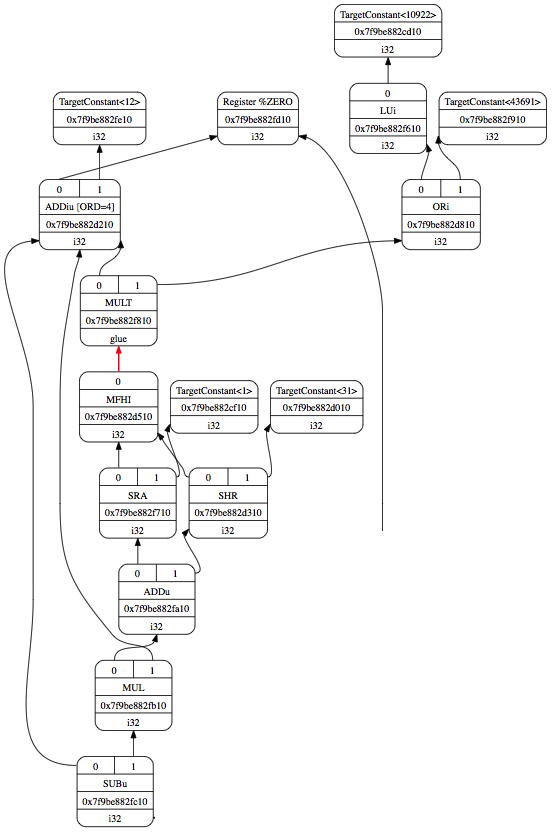 TargetConstant<10922>
0x7f9be882cd10
i32
0
LUi
0x7f9be882f610
i32
TargetConstant<12>
0x7f9be882fe10
i32
Register %ZERO
0x7f9be882fd10
i32
TargetConstant<43691>
0x7f9be882f910
i32
0 1
ADDiu [ORD=4]
0x7f9be882d210
i32
0 1
ORi
0x7f9be882d810
i32
0 1
MULT
0x7f9be882f810
glue
0
MFHI
0x7f9be882d510
i32
TargetConstant<1>
0x7f9be882cf10
i32
TargetConstant<31>
0x7f9be882d010
i32
0 1
SRA
0x7f9be882f710
i32
0 1
SHR
0x7f9be882d310
i32
0 1
ADDu
0x7f9be882fa10
i32
0 1
MUL
0x7f9be882fb10
i32
0 1
SUBu
0x7f9be882fc10
i32